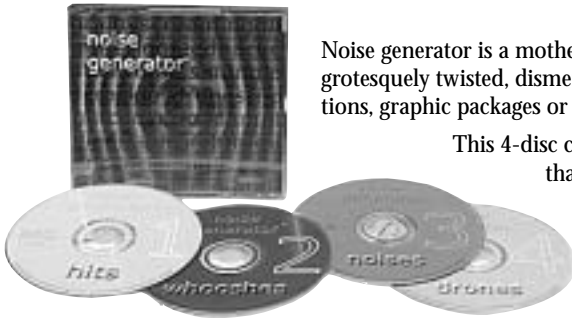 noise
generator
Noise generator is a mothe
grotesquely twisted, disme
tions, graphic packages or
This 4-disc c
tha
1
hits
noise
generator
2
whooshes
3
noises
4
drones